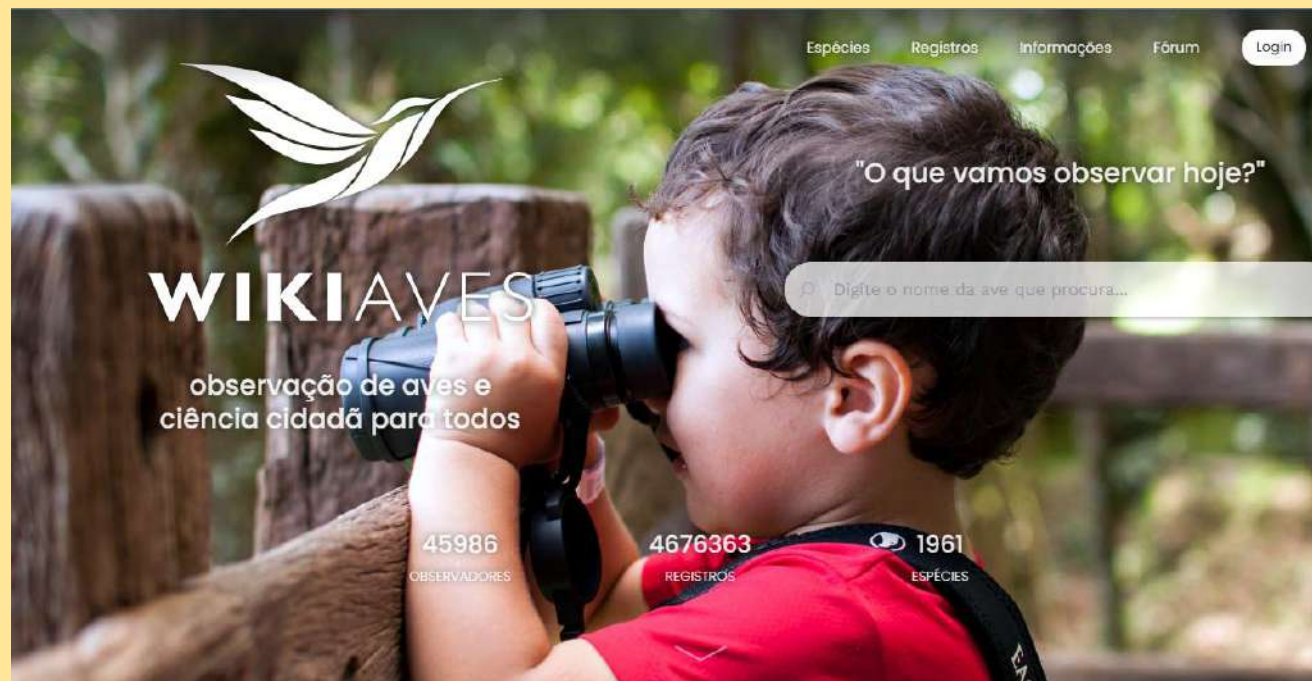 Espécies Registros Informações Fórum Login
"O que vamos observar hoje?"
WIKIAVES
Digite o nome da ave que procura...
observação de aves e
ciência cidadã para todos
45986 4676363 1961
OBSERVADORES REGISTROS ESPÉCIES